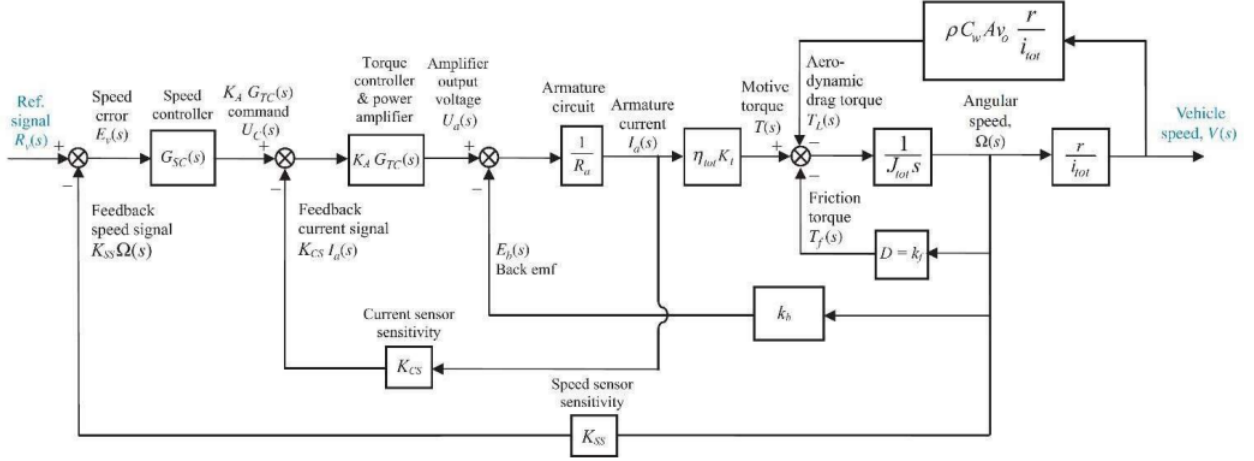 ρC_w Av_o r/i_tot
Ref.
signal
R_v(s)
+
−
Speed
error
E_v(s)
Speed
controller
G_SC(s)
K_A G_TC(s)
command
U_C(s)
+
−
Torque
controller
& power
amplifier
K_A G_TC(s)
Amplifier
output
voltage
U_a(s)
+
−
Armature
circuit
1/R_a
Armature
current
I_a(s)
η_tot K_t
Motive
torque
T(s)
+
−
−
Aero-
dynamic
drag torque
T_L(s)
1/J_tot s
Angular
speed,
Ω(s)
r/i_tot
Vehicle
speed, V(s)
Feedback
speed signal
K_SS Ω(s)
Feedback
current signal
K_CS I_a(s)
E_b(s)
Back emf
Friction
torque
T_f(s)
D = k_f
k_b
Current sensor
sensitivity
K_CS
Speed sensor
sensitivity
K_SS